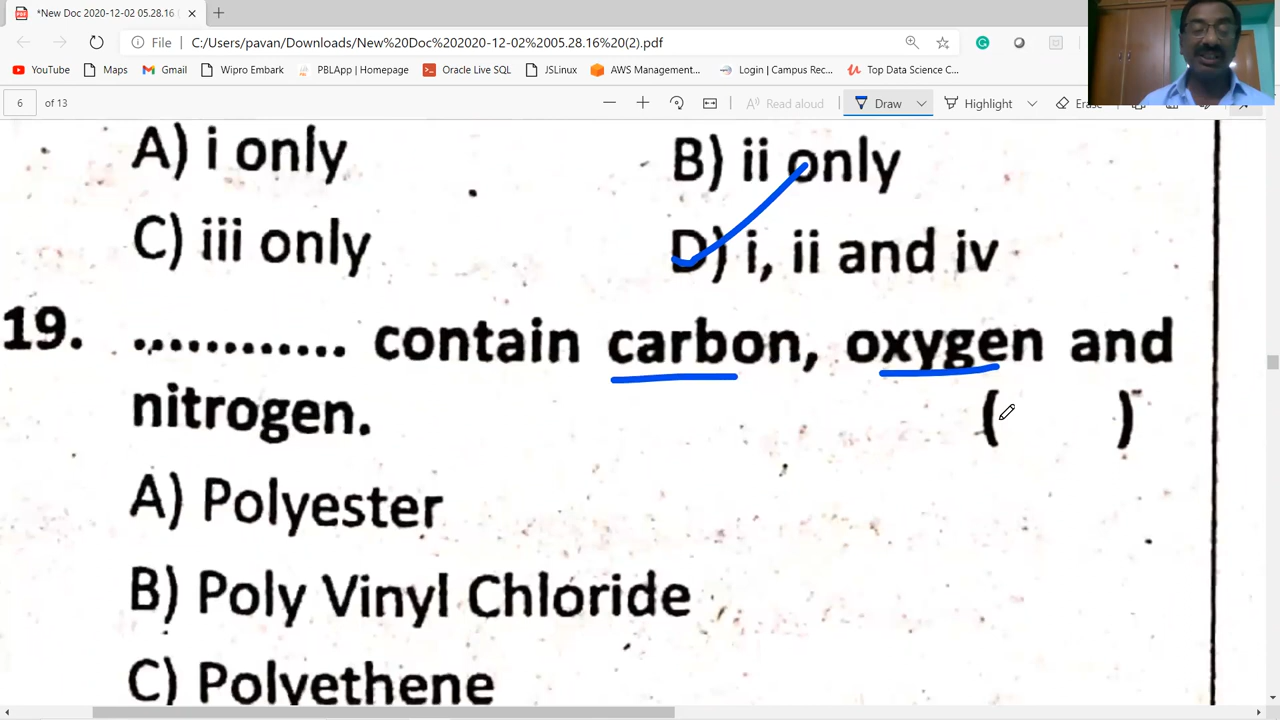 *New Doc 2020-12-02 05.28.16
File C:/Users/pavan/Downloads/New%20Doc%202020-12-02%2005.28.16%20(2).pdf
YouTube Maps Gmail Wipro Embark PBLApp | Homepage Oracle Live SQL JSLinux AWS Management... Login | Campus Rec... Top Data Science C...
6 of 13 Read aloud Draw Highlight Erase
A) i only B) ii only
C) iii only D) i, ii and iv
19. ............ contain carbon, oxygen and
nitrogen. ( )
A) Polyester
B) Poly Vinyl Chloride
C) Polyethene